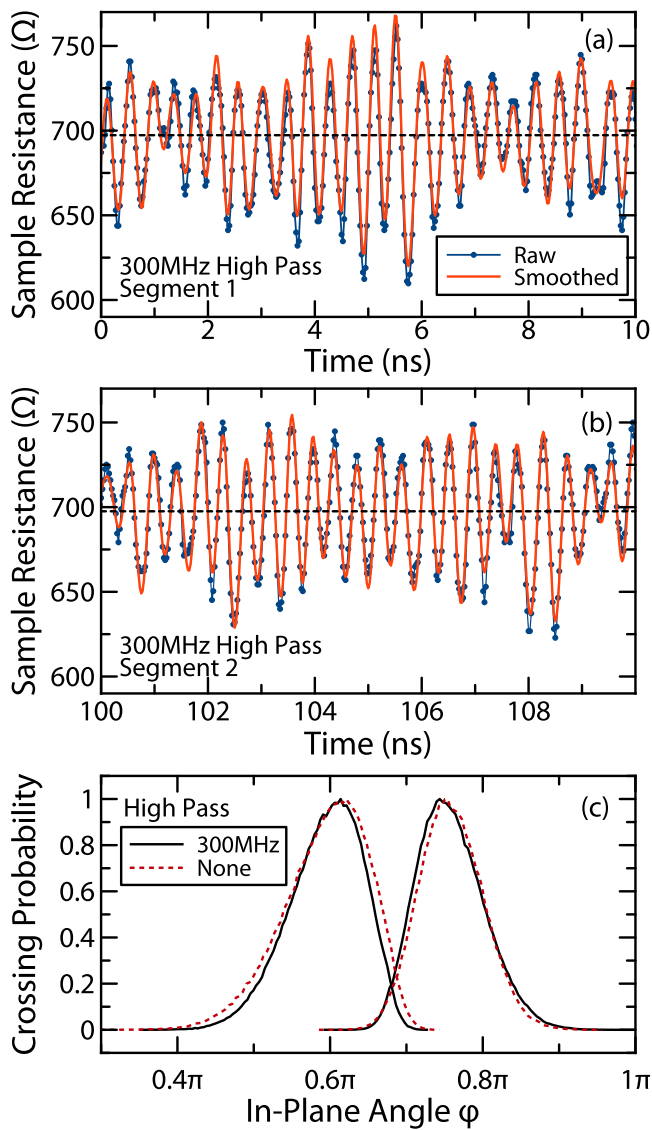 (a)
Sample Resistance (Ω)
750
700
650
600
300MHz High Pass
Segment 1
Raw
Smoothed
0 2 4 6 8 10
Time (ns)
(b)
Sample Resistance (Ω)
750
700
650
600
300MHz High Pass
Segment 2
100 102 104 106 108
Time (ns)
(c)
Crossing Probability
1
0.8
0.6
0.4
0.2
0
High Pass
300MHz
None
0.4π 0.6π 0.8π 1π
In-Plane Angle φ